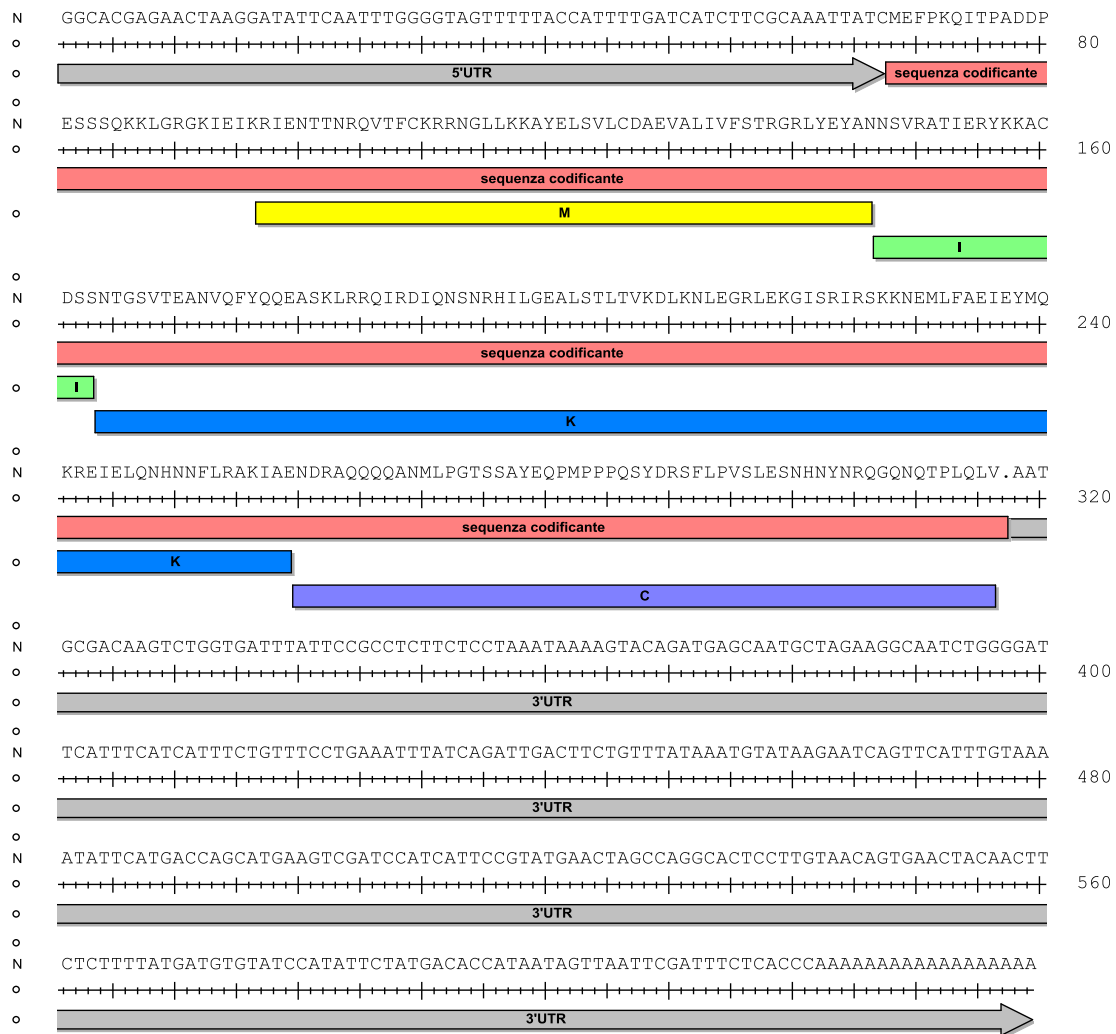 N GGCACGAGAACTAAGGATATTCAATTTGGGGTAGTTTTTACCATTTTGATCATCTTCGCAAATTATCMEFPKQITPADDP
o 80
o 5'UTR sequenza codificante
o
N ESSSQKKLGRGKIEIKRIENTTNRQVTFCKRRNGLLKKAYELSVLCDAEVALIVFSTRGRLYEYANNSVRATIERYKKAC
o 160
sequenza codificante
o M
I
o
N DSSNTGSVTEANVQFYQQEASKLRRQIRDIQNSNRHILGEALSTLTVKDLKNLEGRLEKGISRIRSKKNEMLFAEIEYMQ
o 240
sequenza codificante
o I
K
o
N KREIELQNHNNFLRAKIAENDRAQQQQANMLPGTSSAYEQPMPPPQSYDRSFLPVSLESNHNYNRQGQNQTPLQLV.AAT
o 320
sequenza codificante
o K
C
o
N GCGACAAGTCTGGTGATTTATTCCGCCTCTTCTCCTAAATAAAAGTACAGATGAGCAATGCTAGAAGGCAATCTGGGGAT
o 400
o 3'UTR
o
N TCATTTCATCATTTCTGTTTCCTGAAATTTATCAGATTGACTTCTGTTTATAAATGTATAAGAATCAGTTCATTTGTAAA
o 480
o 3'UTR
o
N ATATTCATGACCAGCATGAAGTCGATCCATCATTCCGTATGAACTAGCCAGGCACTCCTTGTAACAGTGAACTACAACTT
o 560
o 3'UTR
o
N CTCTTTTATGATGTGTATCCATATTCTATGACACCATAATAGTTAATTCGATTTCTCACCCAAAAAAAAAAAAAAAAAA
o
o 3'UTR